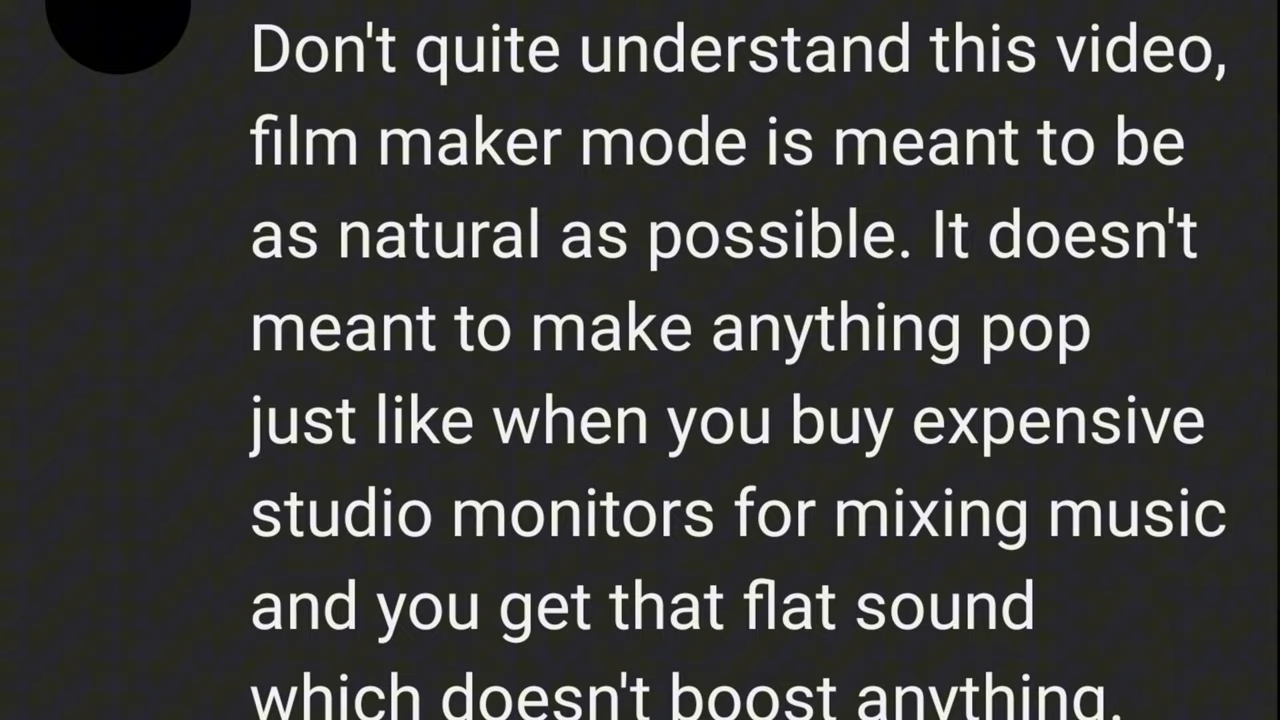 Don't quite understand this video,
film maker mode is meant to be
as natural as possible. It doesn't
meant to make anything pop
just like when you buy expensive
studio monitors for mixing music
and you get that flat sound
which doesn't boost anything.